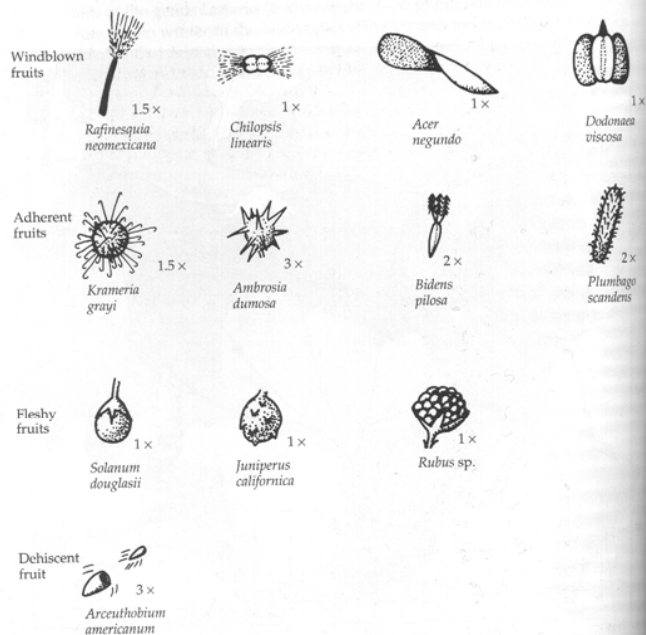 Windblown
fruits
1.5×
Rafinesquia
neomexicana
1×
Chilopsis
linearis
1×
Acer
negundo
1×
Dodonaea
viscosa
Adherent
fruits
1.5×
Krameria
grayi
3×
Ambrosia
dumosa
2×
Bidens
pilosa
2×
Plumbago
scandens
Fleshy
fruits
1×
Solanum
douglasii
1×
Juniperus
californica
1×
Rubus sp.
Dehiscent
fruit
3×
Arceuthobium
americanum